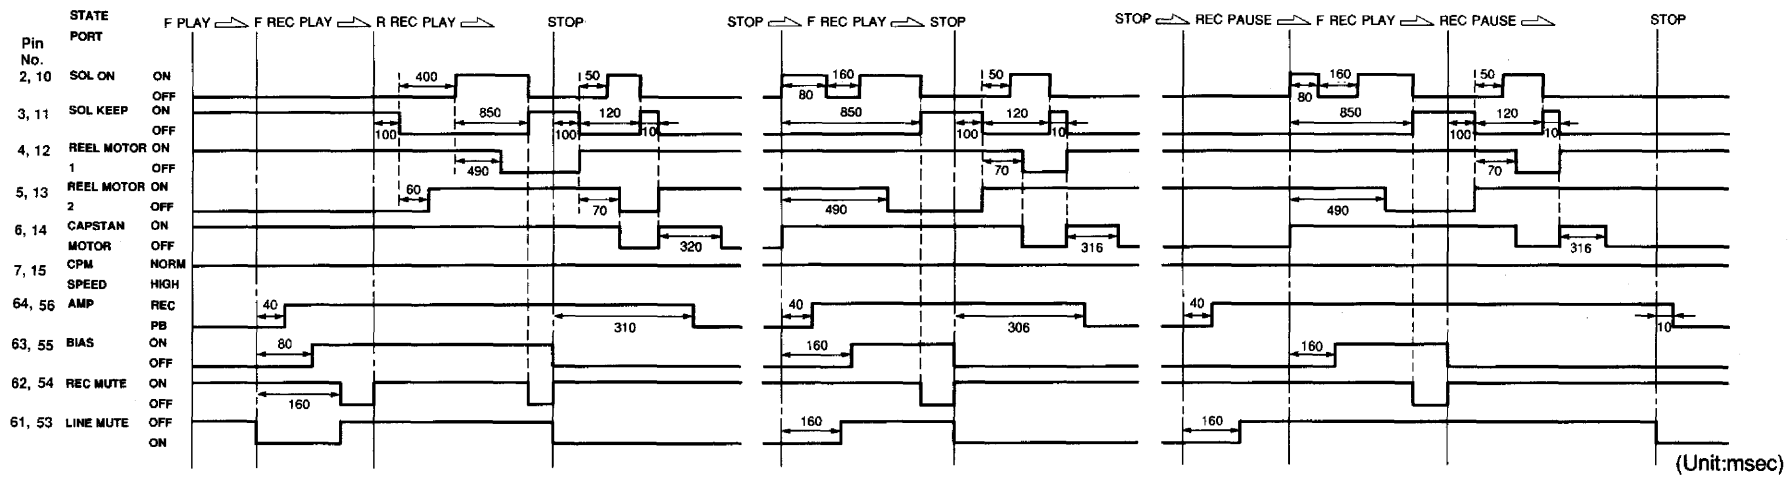 STATE
F PLAY F REC PLAY R REC PLAY STOP STOP F REC PLAY STOP STOP REC PAUSE F REC PLAY REC PAUSE STOP
PORT
Pin
No.
2, 10 SOL ON ON 400 50 160 50 160 50
OFF 80 80
3, 11 SOL KEEP ON 850 120 850 120 850 120
OFF 100 100 10 100 10 100 10
4, 12 REEL MOTOR ON
1 OFF 490 70 70
5, 13 REEL MOTOR ON 60
2 OFF 70 490 490
6, 14 CAPSTAN ON
MOTOR OFF 320 316 316
7, 15 CPM NORM
SPEED HIGH
64, 56 AMP REC 40 40 40
PB 310 306 10
63, 55 BIAS ON 80 160 160
OFF
62, 54 REC MUTE ON
OFF 160
61, 53 LINE MUTE OFF 160 160
ON
(Unit:msec)